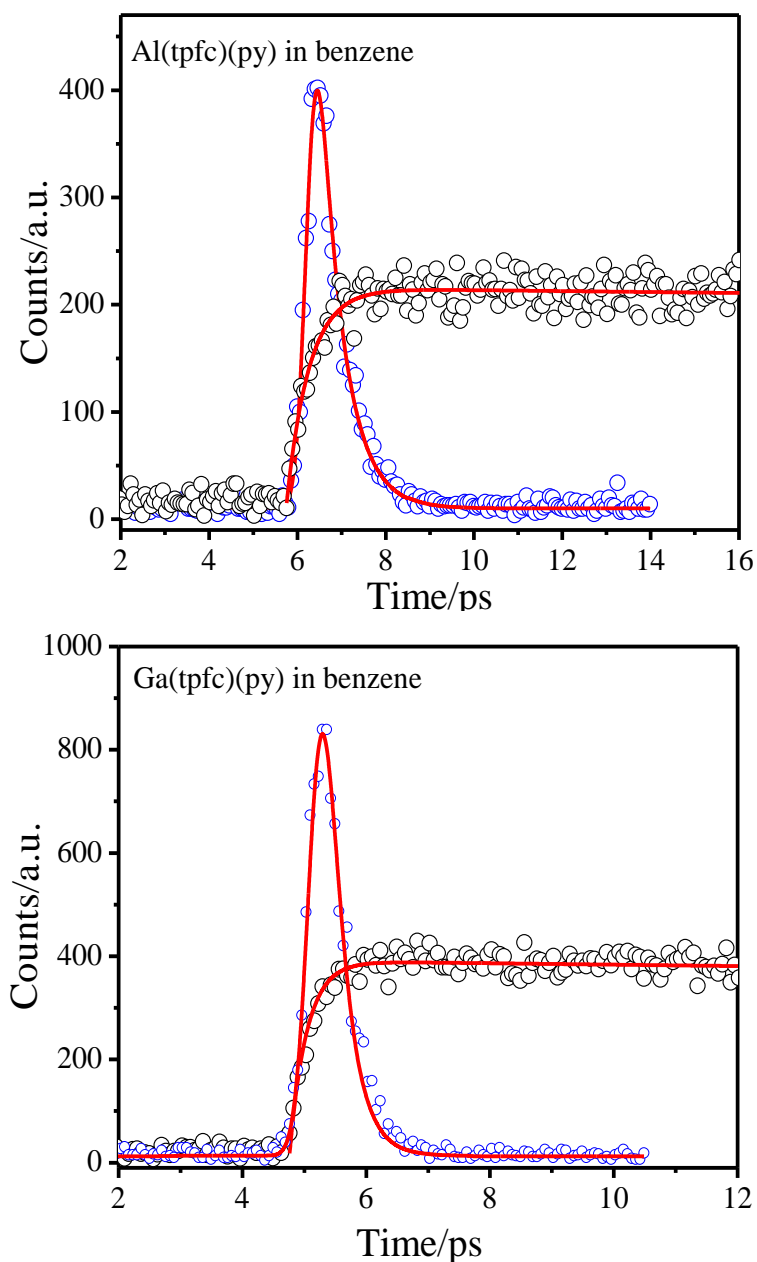 Al(tpfc)(py) in benzene
Counts/a.u.
400
300
200
100
0
2 4 6 8 10 12 14 16
Time/ps
Ga(tpfc)(py) in benzene
Counts/a.u.
1000
800
600
400
200
0
2 4 6 8 10 12
Time/ps